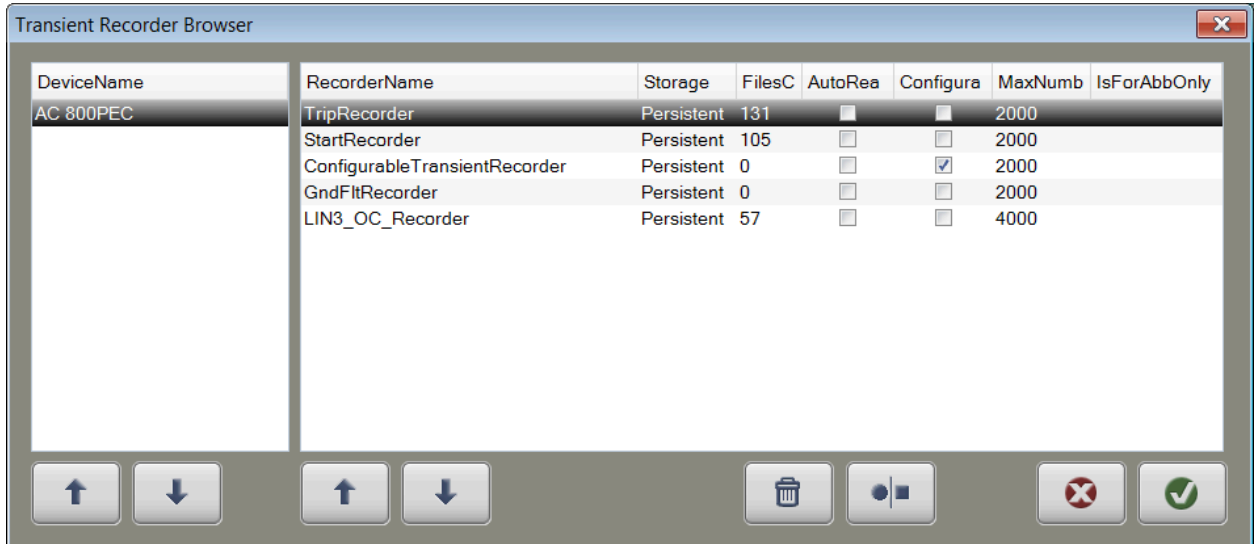 Transient Recorder Browser
DeviceName
AC 800PEC
RecorderName Storage FilesC AutoRea Configura MaxNumb IsForAbbOnly
TripRecorder Persistent 131 2000
StartRecorder Persistent 105 2000
ConfigurableTransientRecorder Persistent 0 2000
GndFltRecorder Persistent 0 2000
LIN3_OC_Recorder Persistent 57 4000